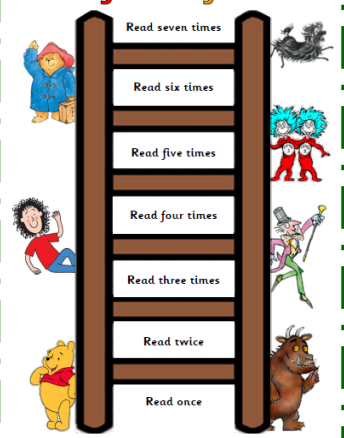 Read seven times
Read six times
Read five times
Read four times
Read three times
Read twice
Read once